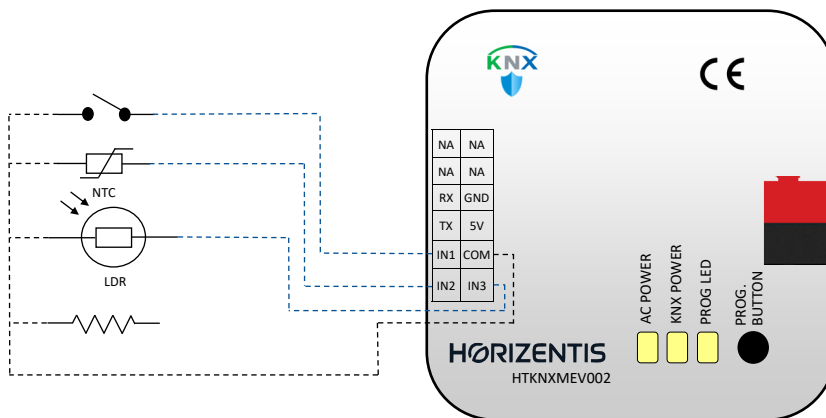 KNX
CE
NTC
LDR
NA NA
NA NA
RX GND
TX 5V
IN1 COM
IN2 IN3
AC POWER
KNX POWER
PROG LED
PROG.
BUTTON
HORIZENTIS
HTKNXMEV002